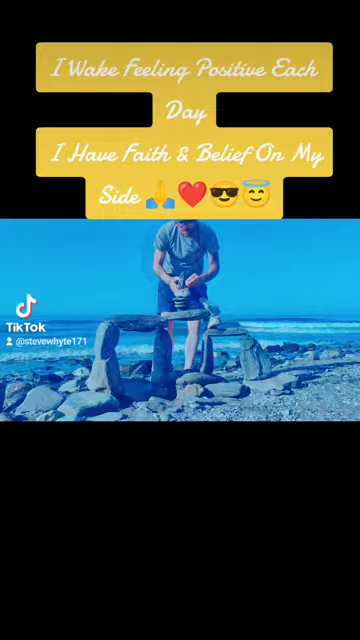 I Wake Feeling Positive Each
Day
I Have Faith & Belief On My
Side 🙏❤️😎😇
TikTok
@stevewhyte171